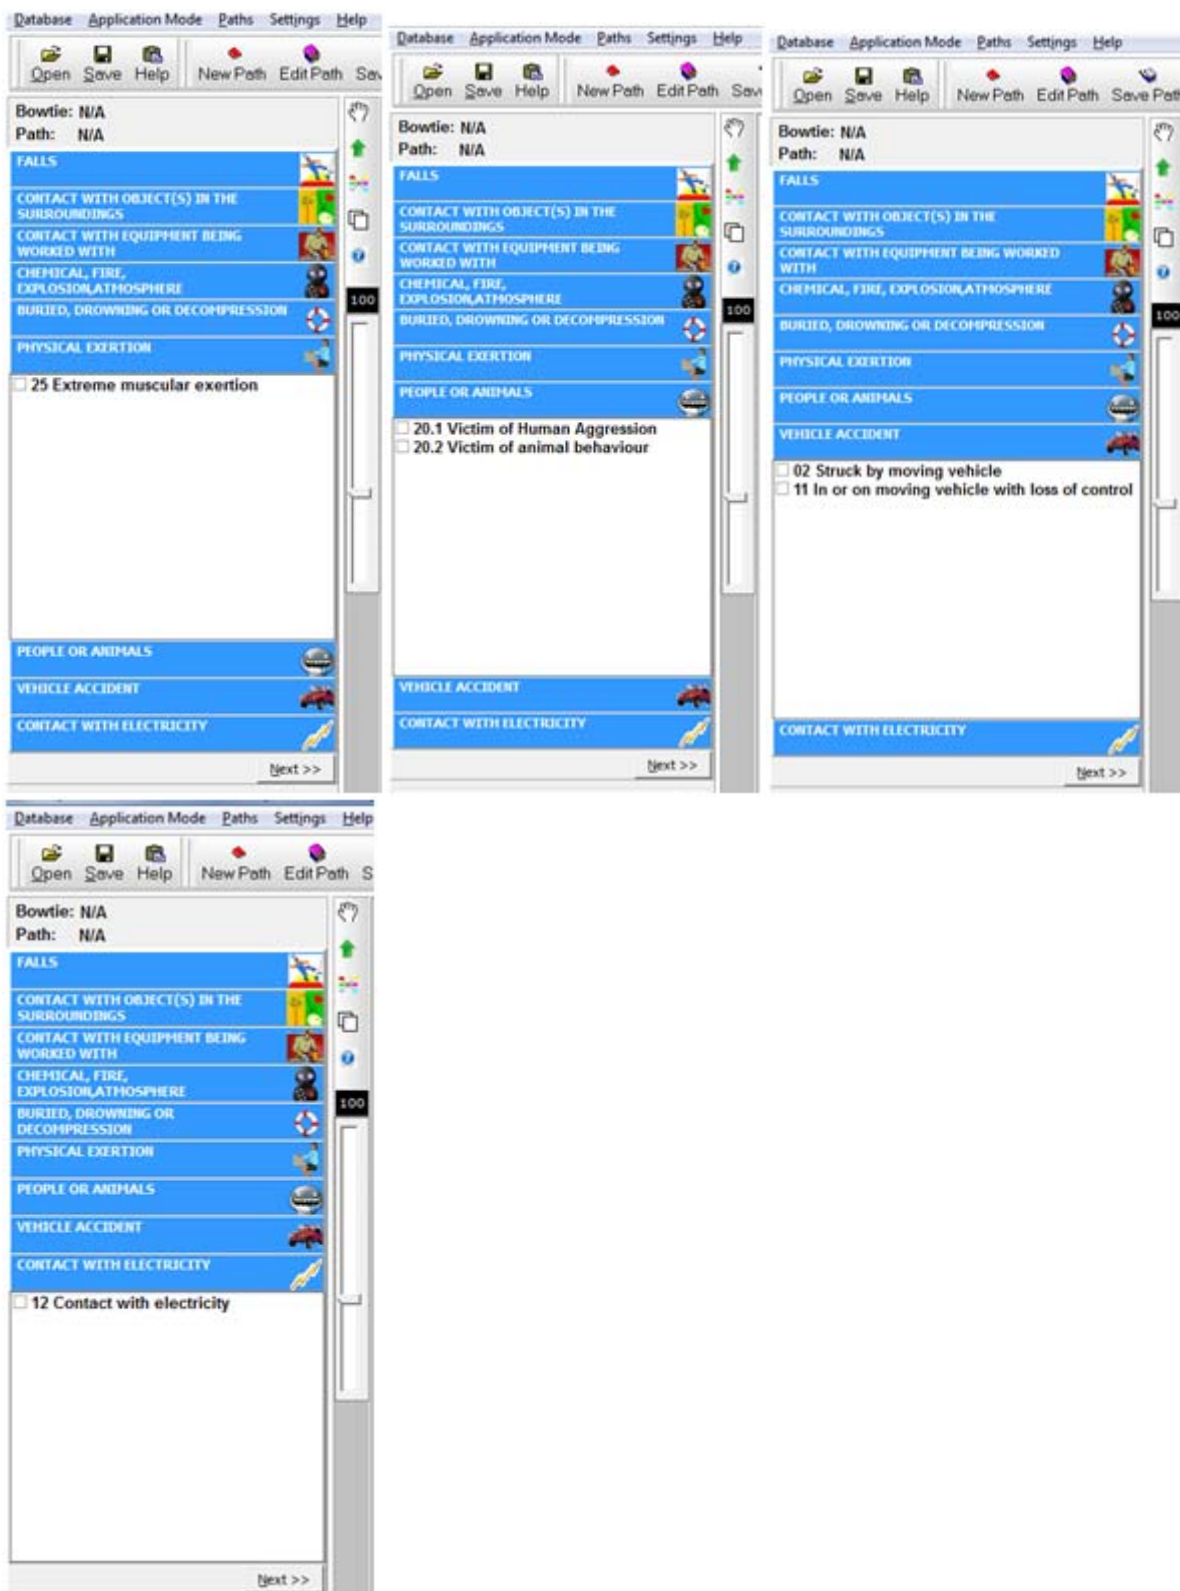 Database Application Mode Paths Settings Help
Open Save Help New Path Edit Path Sav
Bowtie: N/A
Path: N/A
FALLS
CONTACT WITH OBJECT(S) IN THE
SURROUNDINGS
CONTACT WITH EQUIPMENT BEING
WORKED WITH
CHEMICAL, FIRE,
EXPLOSION,ATMOSPHERE
100
BURIED, DROWNING OR DECOMPRESSION
PHYSICAL EXERTION
25 Extreme muscular exertion
PEOPLE OR ANIMALS
VEHICLE ACCIDENT
CONTACT WITH ELECTRICITY
Next >>
Database Application Mode Paths Settings Help
Open Save Help New Path Edit Path Sav
Bowtie: N/A
Path: N/A
FALLS
CONTACT WITH OBJECT(S) IN THE
SURROUNDINGS
CONTACT WITH EQUIPMENT BEING
WORKED WITH
CHEMICAL, FIRE,
EXPLOSION,ATMOSPHERE
100
BURIED, DROWNING OR DECOMPRESSION
PHYSICAL EXERTION
PEOPLE OR ANIMALS
20.1 Victim of Human Aggression
20.2 Victim of animal behaviour
VEHICLE ACCIDENT
CONTACT WITH ELECTRICITY
Next >>
Database Application Mode Paths Settings Help
Open Save Help New Path Edit Path Save Path
Bowtie: N/A
Path: N/A
FALLS
CONTACT WITH OBJECT(S) IN THE
SURROUNDINGS
CONTACT WITH EQUIPMENT BEING WORKED
WITH
CHEMICAL, FIRE, EXPLOSION,ATMOSPHERE
100
BURIED, DROWNING OR DECOMPRESSION
PHYSICAL EXERTION
PEOPLE OR ANIMALS
VEHICLE ACCIDENT
02 Struck by moving vehicle
11 In or on moving vehicle with loss of control
CONTACT WITH ELECTRICITY
Next >>
Database Application Mode Paths Settings Help
Open Save Help New Path Edit Path S
Bowtie: N/A
Path: N/A
FALLS
CONTACT WITH OBJECT(S) IN THE
SURROUNDINGS
CONTACT WITH EQUIPMENT BEING
WORKED WITH
CHEMICAL, FIRE,
EXPLOSION,ATMOSPHERE
100
BURIED, DROWNING OR
DECOMPRESSION
PHYSICAL EXERTION
PEOPLE OR ANIMALS
VEHICLE ACCIDENT
CONTACT WITH ELECTRICITY
12 Contact with electricity
Next >>